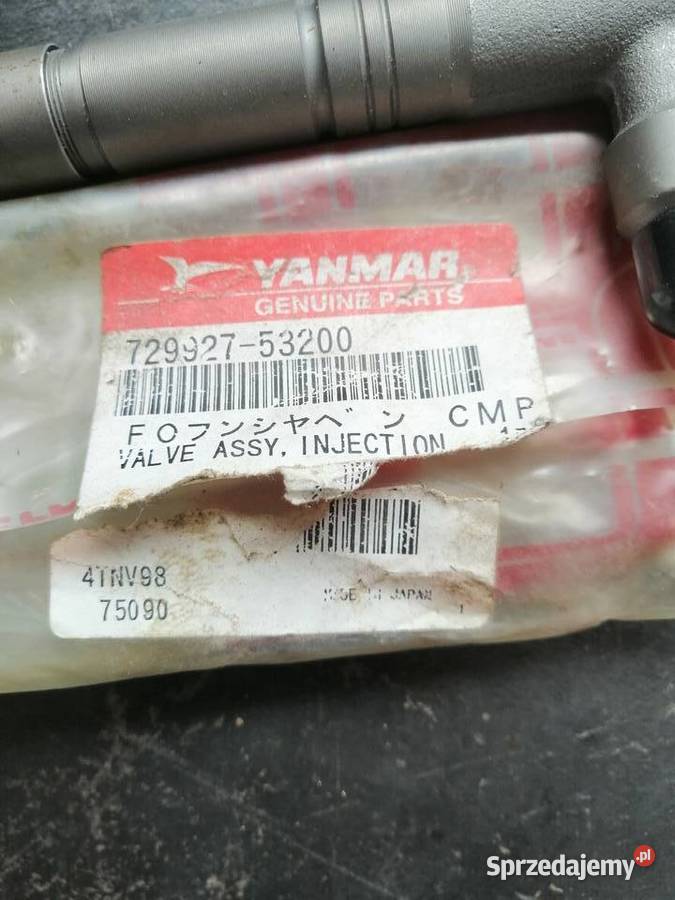 YANMAR
GENUINE PARTS
729927-53200
FOフンシヤベン CMP
VALVE ASSY, INJECTION
4TNV98
75090
MADE IN JAPAN
1
Sprzedajemy.pl